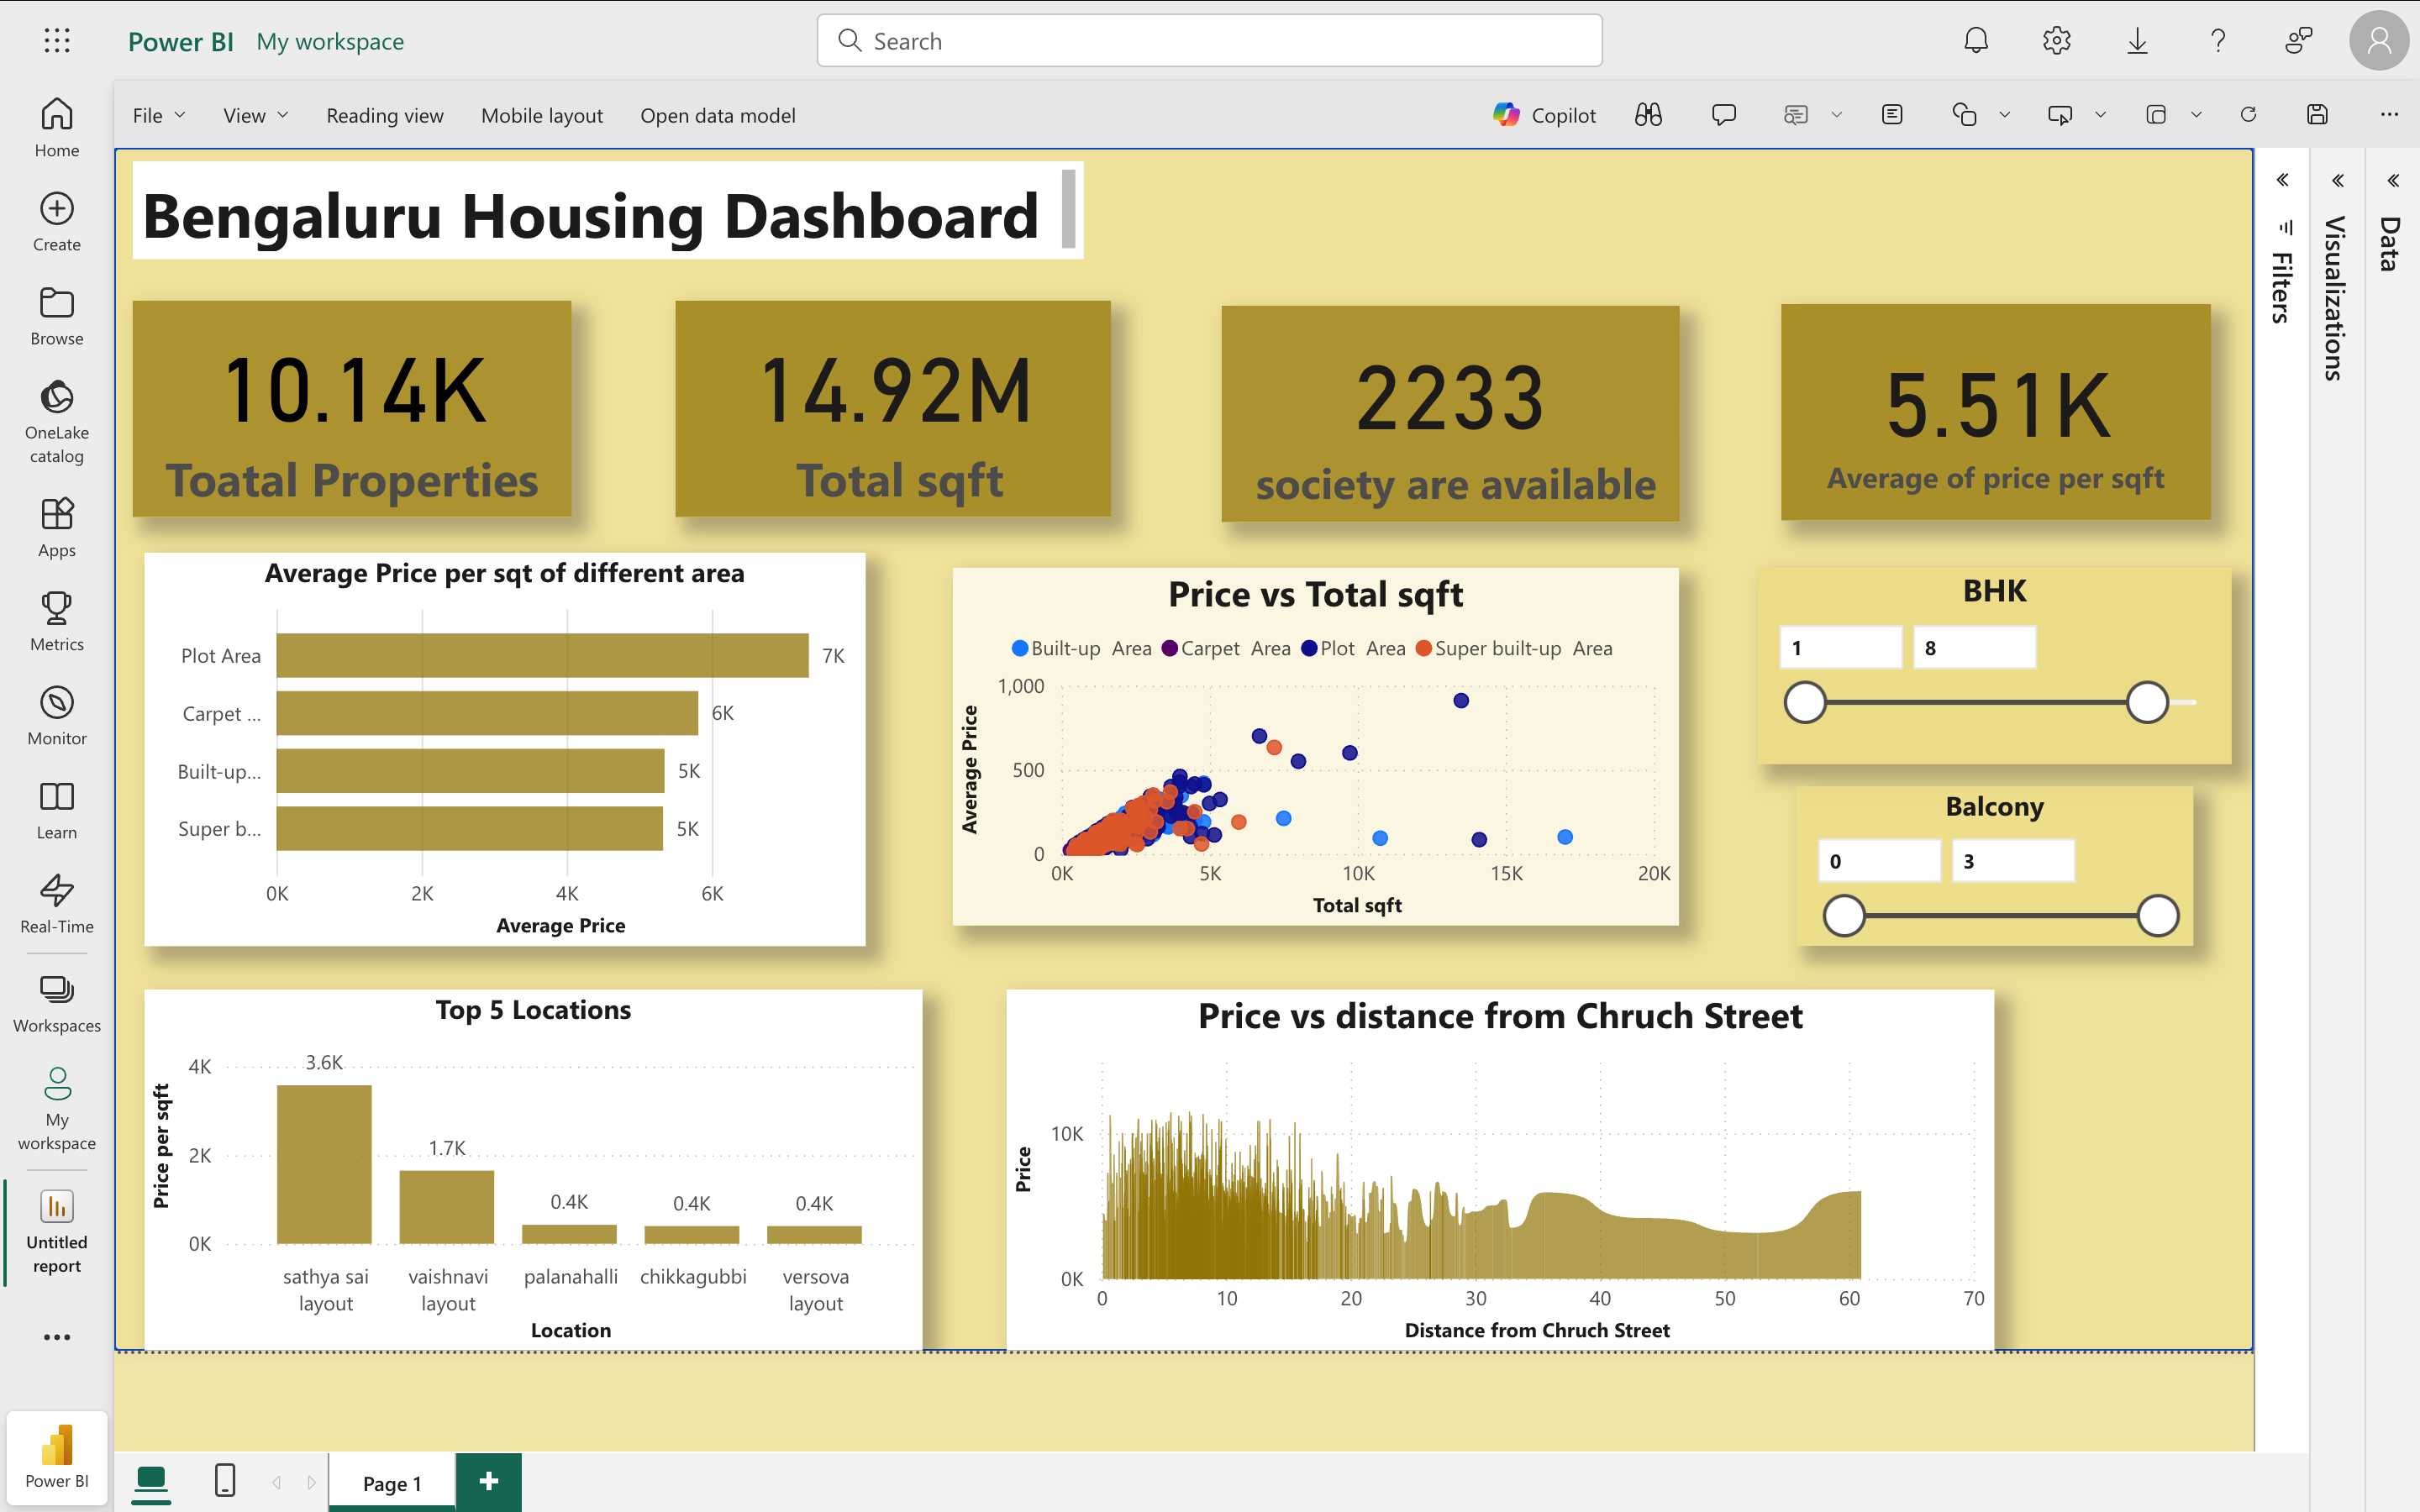 Power BI My workspace
Search
File View Reading view Mobile layout Open data model
Copilot
Home
Create
Browse
OneLake
catalog
Apps
Metrics
Monitor
Learn
Real-Time
Workspaces
My
workspace
Untitled
report
Power BI
Bengaluru Housing Dashboard
10.14K
Toatal Properties
14.92M
Total sqft
2233
society are available
5.51K
Average of price per sqft
Average Price per sqt of different area
Plot Area 7K
Carpet ... 6K
Built-up... 5K
Super b... 5K
0K 2K 4K 6K
Average Price
Price vs Total sqft
Built-up Area Carpet Area Plot Area Super built-up Area
Average Price
1,000
500
0
0K 5K 10K 15K 20K
Total sqft
BHK
1 8
Balcony
0 3
Top 5 Locations
Price per sqft
4K
2K
0K
3.6K
1.7K
0.4K
0.4K
0.4K
sathya sai
layout
vaishnavi
layout
palanahalli
chikkagubbi
versova
layout
Location
Price vs distance from Chruch Street
Price
10K
0K
0 10 20 30 40 50 60 70
Distance from Chruch Street
Filters
Visualizations
Data
Page 1